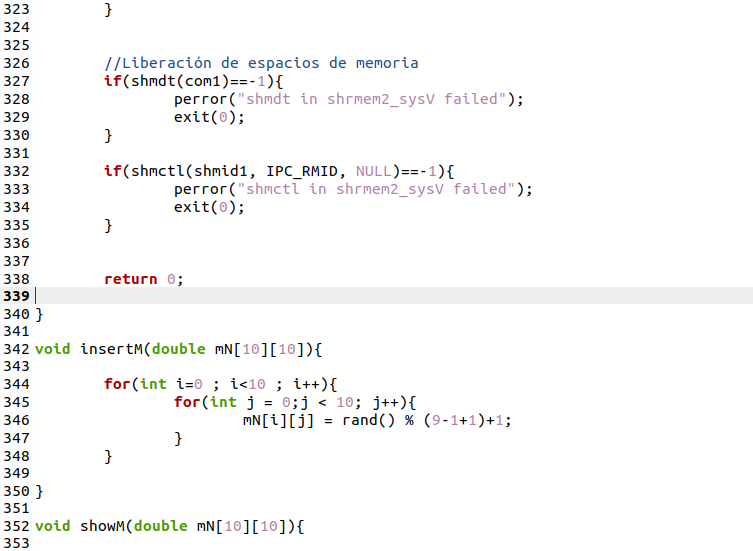 323 }
324
325
326 //Liberación de espacios de memoria
327 if(shmdt(com1)==-1){
328 perror("shmdt in shrmem2_sysV failed");
329 exit(0);
330 }
331
332 if(shmctl(shmid1, IPC_RMID, NULL)==-1){
333 perror("shmctl in shrmem2_sysV failed");
334 exit(0);
335 }
336
337
338 return 0;
339
340 }
341
342 void insertM(double mN[10][10]){
343
344 for(int i=0 ; i<10 ; i++){
345 for(int j = 0;j < 10; j++){
346 mN[i][j] = rand() % (9-1+1)+1;
347 }
348 }
349
350 }
351
352 void showM(double mN[10][10]){
353